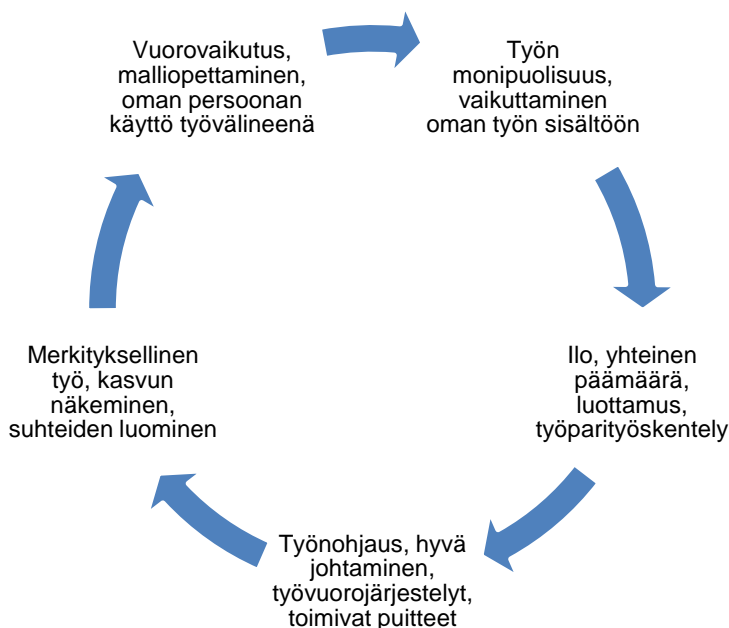 Vuorovaikutus,
malliopettaminen,
oman persoonan
käyttö työvälineenä
Työn
monipuolisuus,
vaikuttaminen
oman työn sisältöön
Ilo, yhteinen
päämäärä,
luottamus,
työparityöskentely
Työnohjaus, hyvä
johtaminen,
työvuorojärjestelyt,
toimivat puitteet
Merkityksellinen
työ, kasvun
näkeminen,
suhteiden luominen